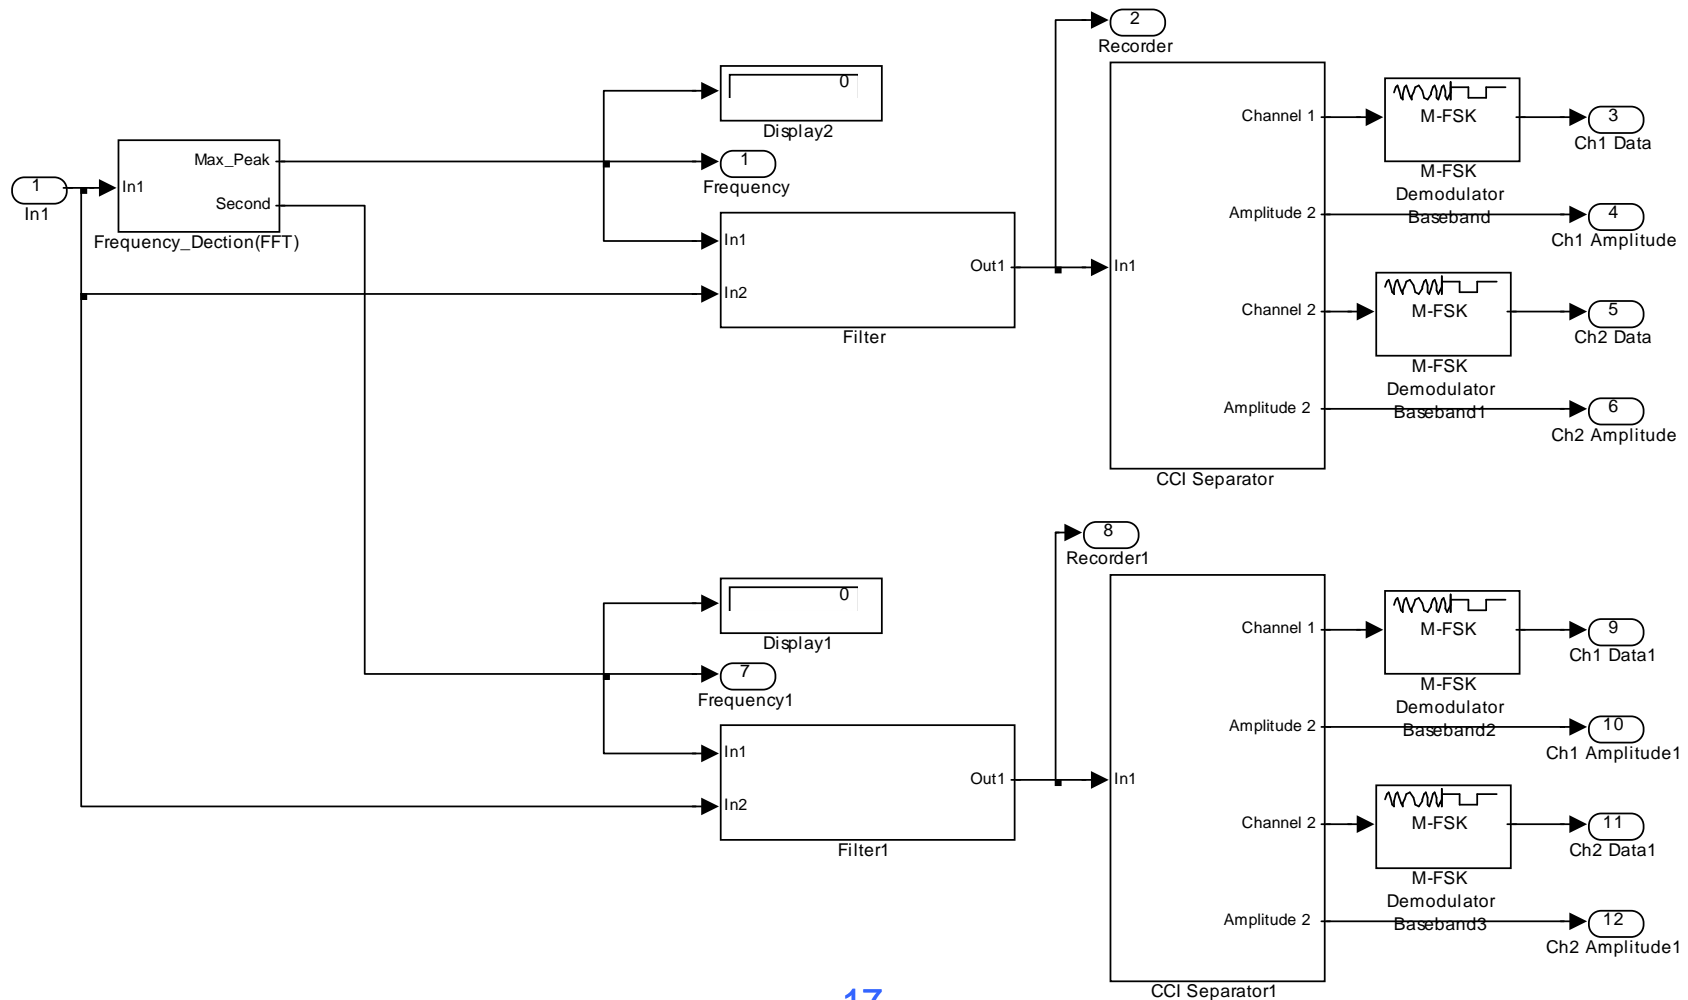 2
Recorder
0
Display2
Channel 1
M-FSK
3
Ch1 Data
M-FSK
Demodulator
Baseband
1
In1
In1
Max_Peak
Second
Frequency_Dection(FFT)
1
Frequency
In1
In2
Out1
Filter
In1
Amplitude 2
4
Ch1 Amplitude
Channel 2
M-FSK
5
Ch2 Data
M-FSK
Demodulator
Baseband1
Amplitude 2
6
Ch2 Amplitude
CCI Separator
8
Recorder1
0
Display1
7
Frequency1
In1
In2
Out1
Filter1
In1
Channel 1
M-FSK
9
Ch1 Data1
M-FSK
Demodulator
Baseband2
Amplitude 2
10
Ch1 Amplitude1
Channel 2
M-FSK
11
Ch2 Data1
M-FSK
Demodulator
Baseband3
Amplitude 2
12
Ch2 Amplitude1
CCI Separator1
17